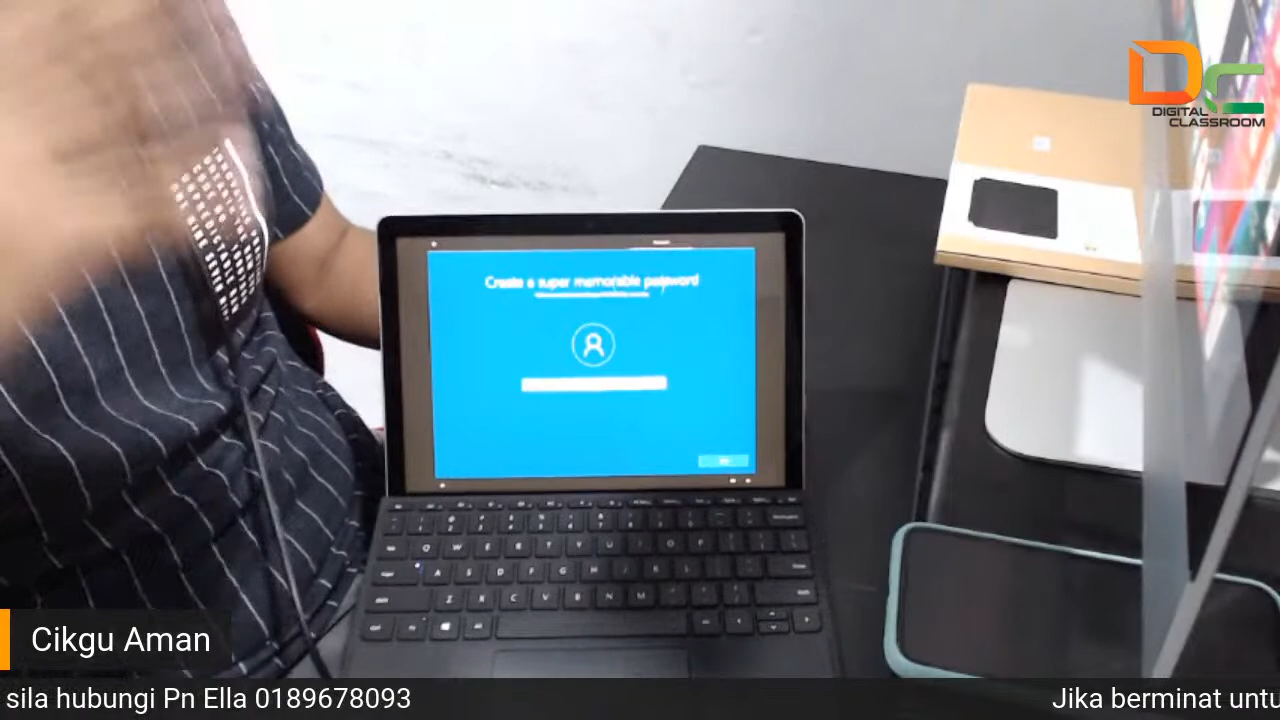 DIGITAL
CLASSROOM
Create a super memorable password
Q W E R T Y U I O P
A S D F G H J K L
Z X C V B N M
Cikgu Aman
sila hubungi Pn Ella 0189678093
Jika berminat untu